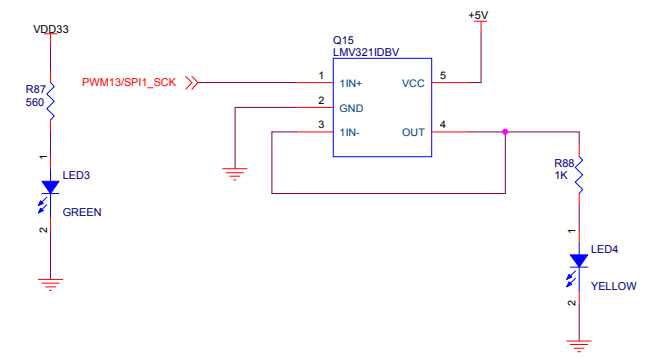 VDD33
R87
560
1
LED3
GREEN
2
PWM13/SPI1_SCK
Q15
LMV321IDBV
1
1IN+
2
GND
3
1IN-
VCC
5
OUT
4
+5V
R88
1K
1
LED4
YELLOW
2